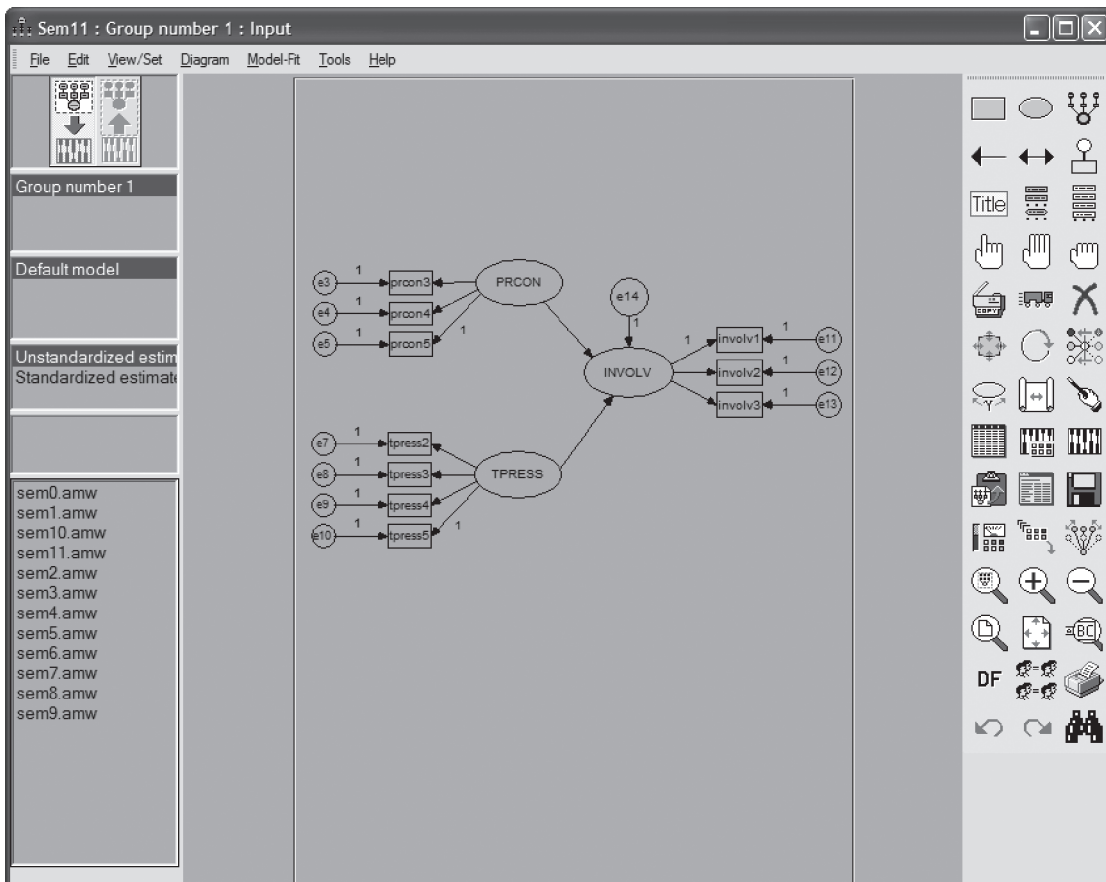 Sem11 : Group number 1 : Input
File Edit View/Set Diagram Model-Fit Tools Help
Group number 1
Default model
Unstandardized estim
Standardized estimate
sem0.amw
sem1.amw
sem10.amw
sem11.amw
sem2.amw
sem3.amw
sem4.amw
sem5.amw
sem6.amw
sem7.amw
sem8.amw
sem9.amw
e3 1 prcon3
e4 1 prcon4
e5 1 prcon5 1
PRCON
e14
1
INVOLV
1 involv1 1 e11
involv2 1 e12
involv3 1 e13
e7 1 tpress2
e8 1 tpress3
e9 1 tpress4
e10 1 tpress5 1
TPRESS
Title
COPY
γ
BC
DF